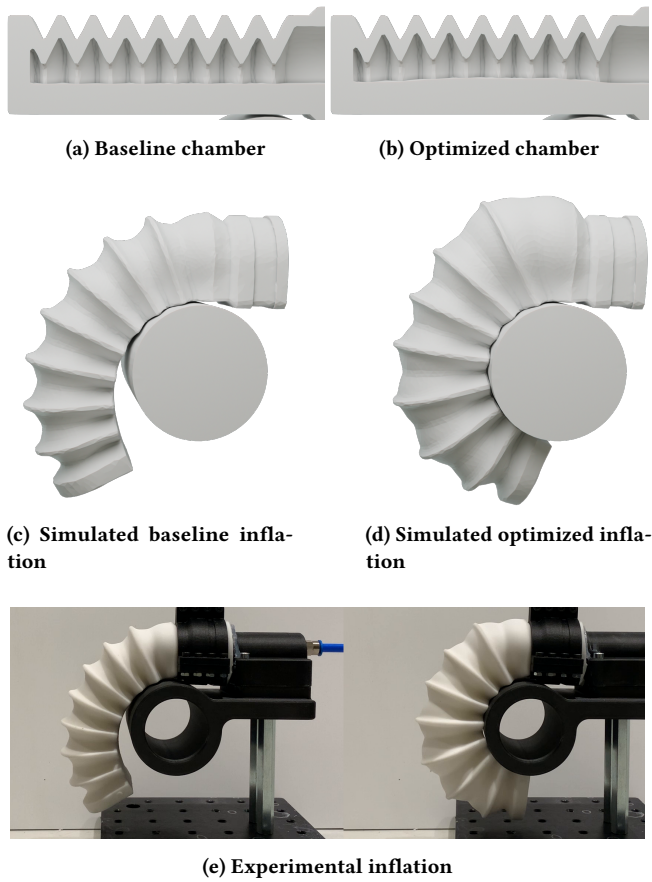 (a) Baseline chamber
(b) Optimized chamber
(c) Simulated baseline infla-
tion
(d) Simulated optimized infla-
tion
(e) Experimental inflation